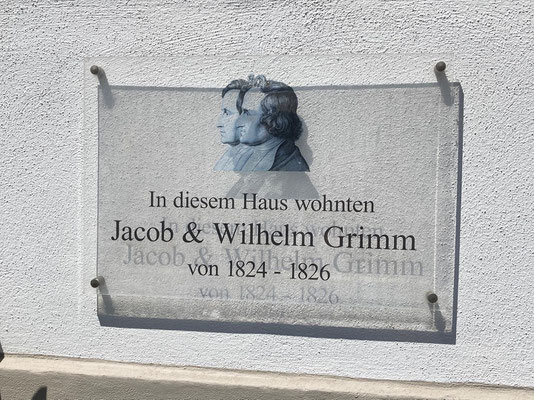 In diesem Haus wohnten
Jacob & Wilhelm Grimm
von 1824 - 1826